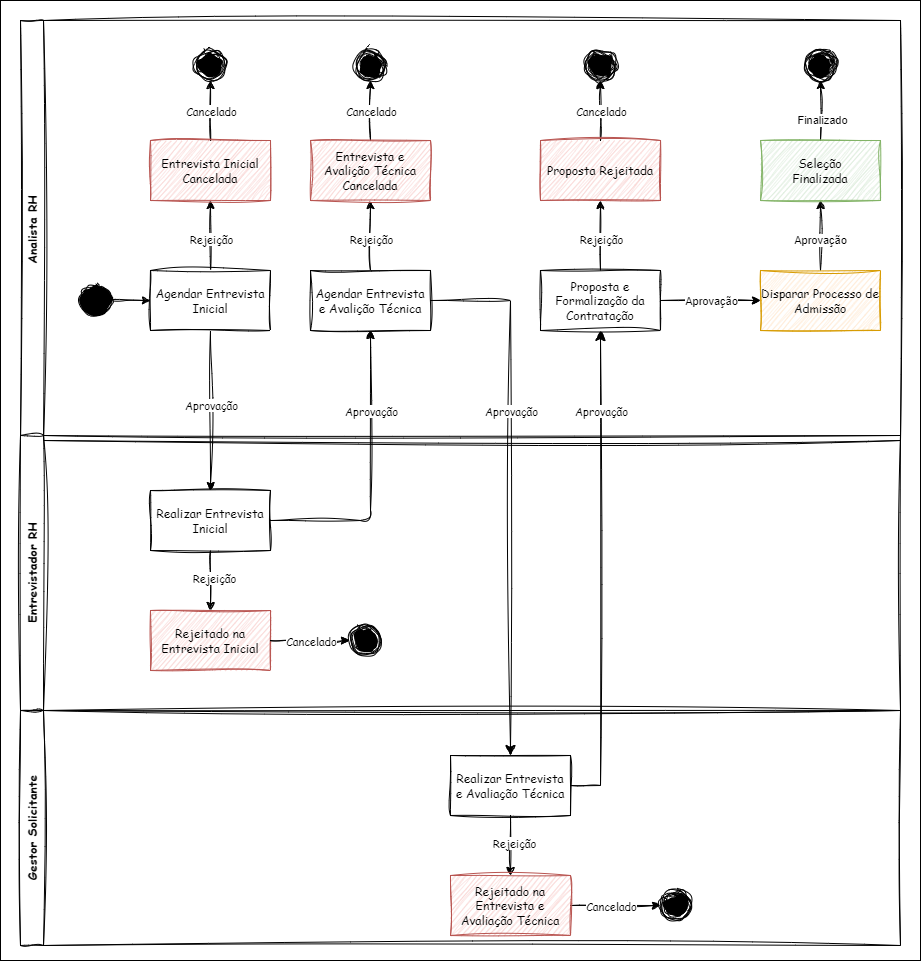 Analista RH
Cancelado
Cancelado
Cancelado
Finalizado
Entrevista Inicial
Cancelada
Entrevista e
Avalição Técnica
Cancelada
Proposta Rejeitada
Seleção
Finalizada
Rejeição
Rejeição
Rejeição
Aprovação
Agendar Entrevista
Inicial
Agendar Entrevista
e Avalição Técnica
Proposta e
Formalização da
Contratação
Aprovação
Disparar Processo de
Admissão
Aprovação
Aprovação
Aprovação
Aprovação
Entrevistador RH
Realizar Entrevista
Inicial
Rejeição
Rejeitado na
Entrevista Inicial
Cancelado
Gestor Solicitante
Realizar Entrevista
e Avaliação Técnica
Rejeição
Rejeitado na
Entrevista e
Avaliação Técnica
Cancelado